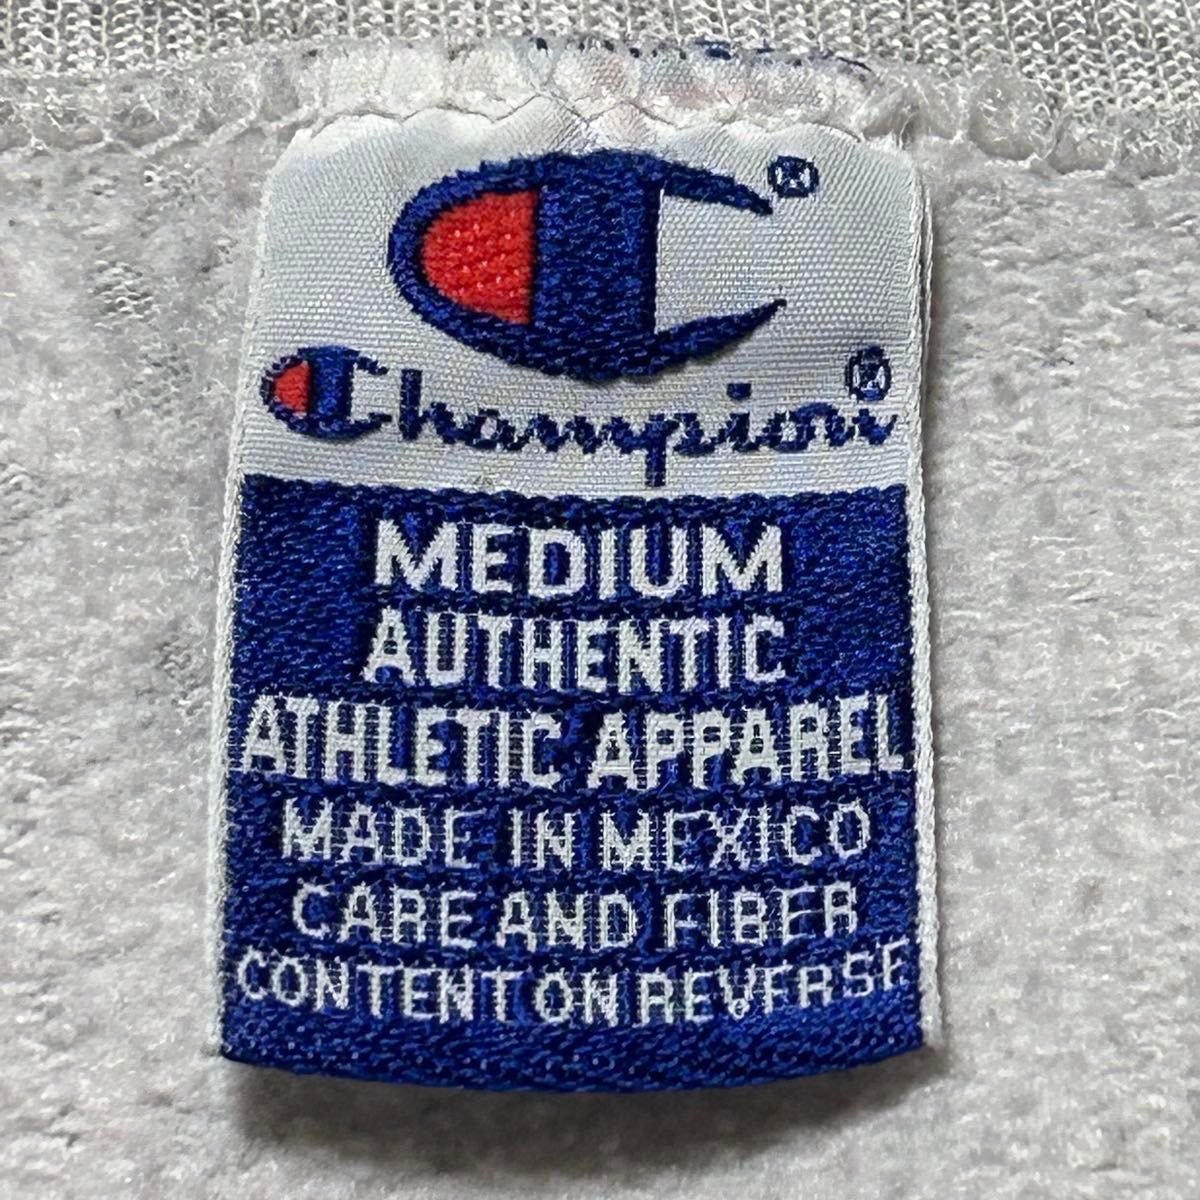 ®
Champion®
MEDIUM
AUTHENTIC
ATHLETIC APPAREL
MADE IN MEXICO
CARE AND FIBER
CONTENT ON REVERSE